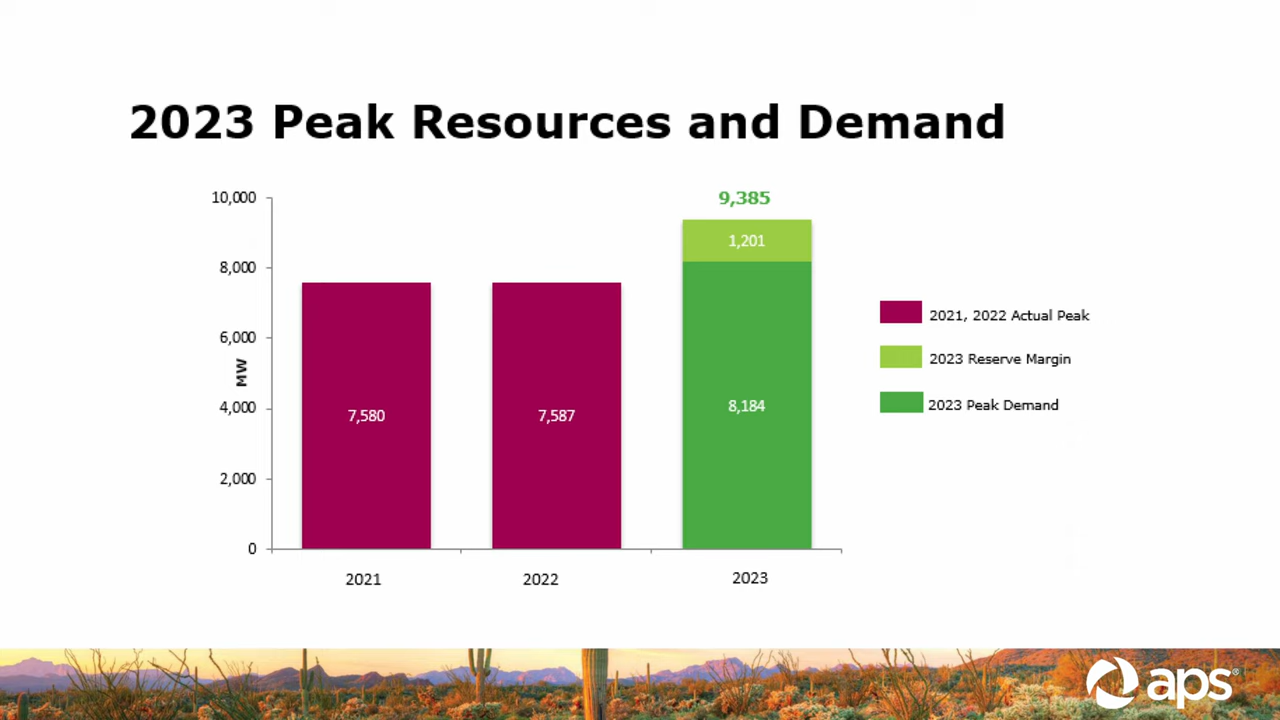 2023 Peak Resources and Demand
10,000
8,000
6,000
4,000
2,000
0
MW
7,580
7,587
9,385
1,201
8,184
2021
2022
2023
2021, 2022 Actual Peak
2023 Reserve Margin
2023 Peak Demand
aps®